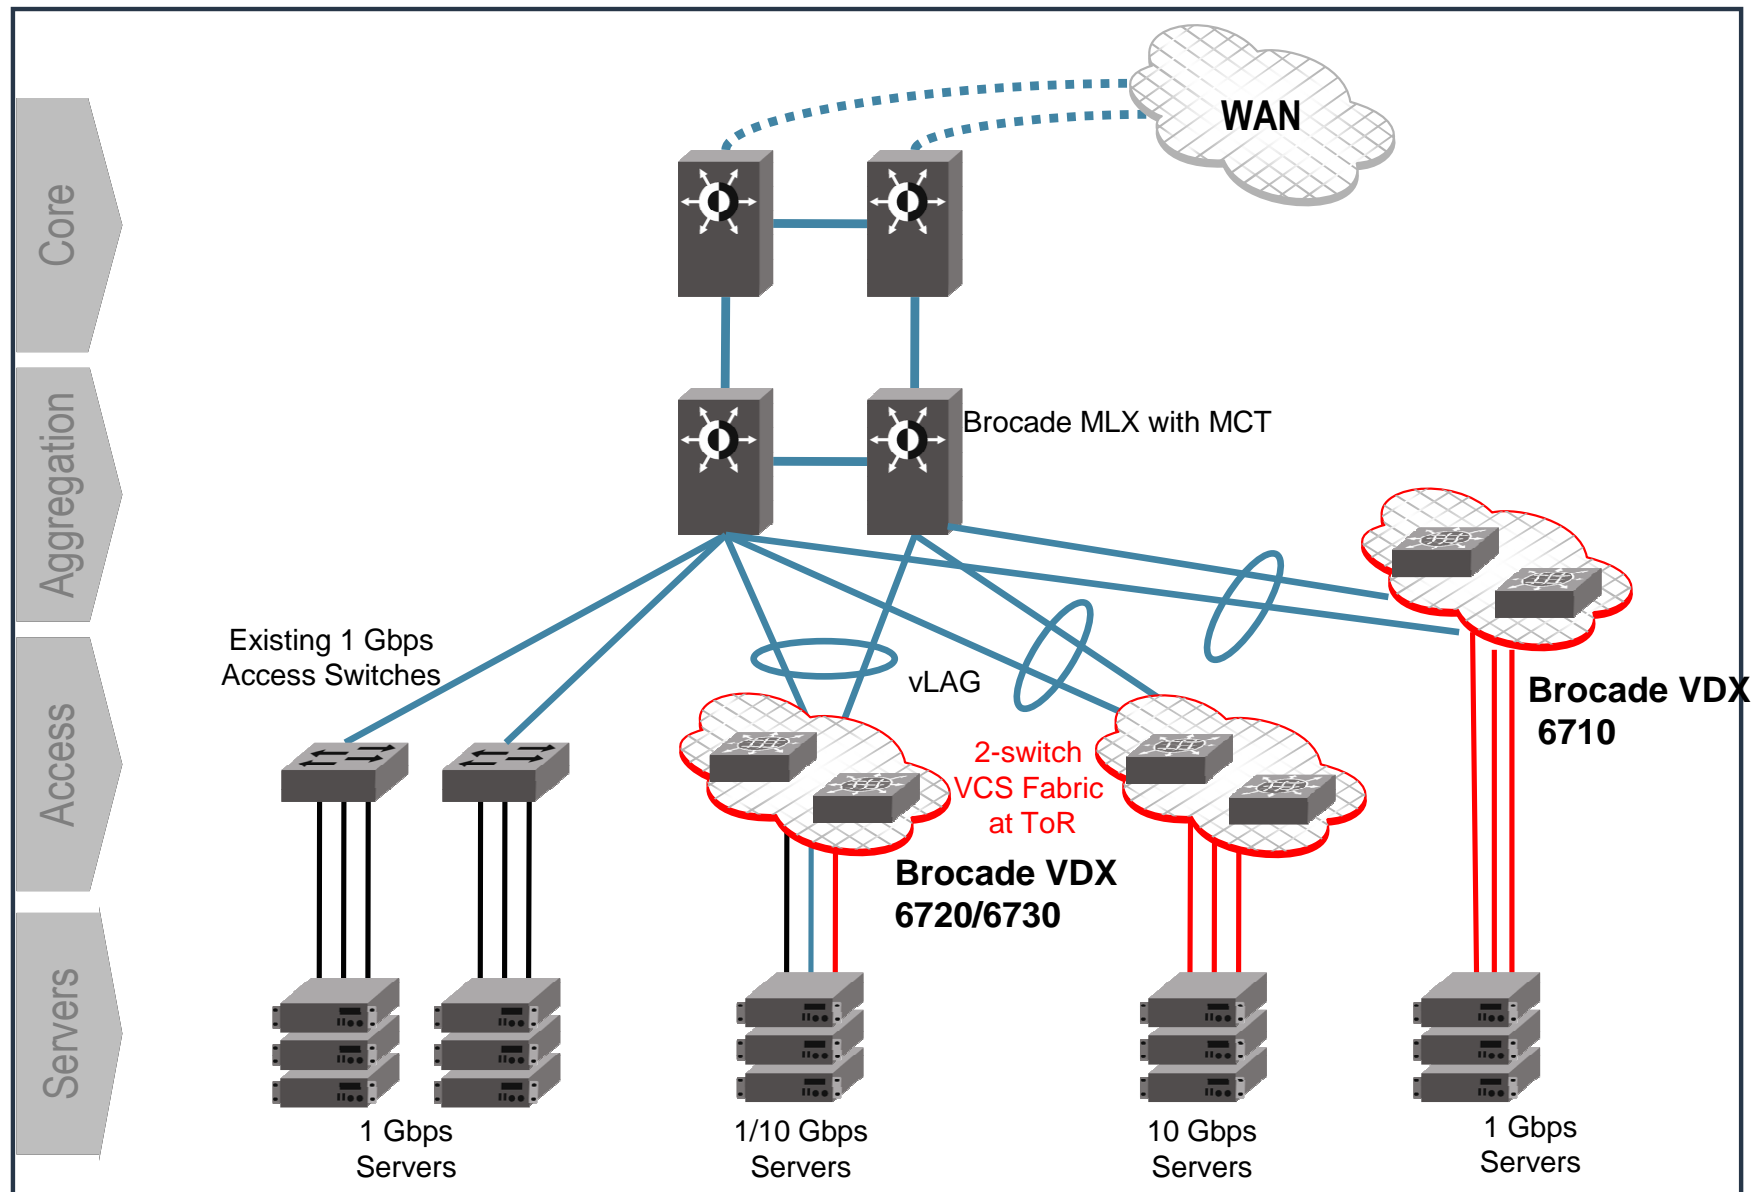 WAN
Core
Brocade MLX with MCT
Aggregation
Existing 1 Gbps
Access Switches
vLAG
Brocade VDX
6710
Access
2-switch
VCS Fabric
at ToR
Brocade VDX
6720/6730
Servers
1 Gbps
Servers
1/10 Gbps
Servers
10 Gbps
Servers
1 Gbps
Servers